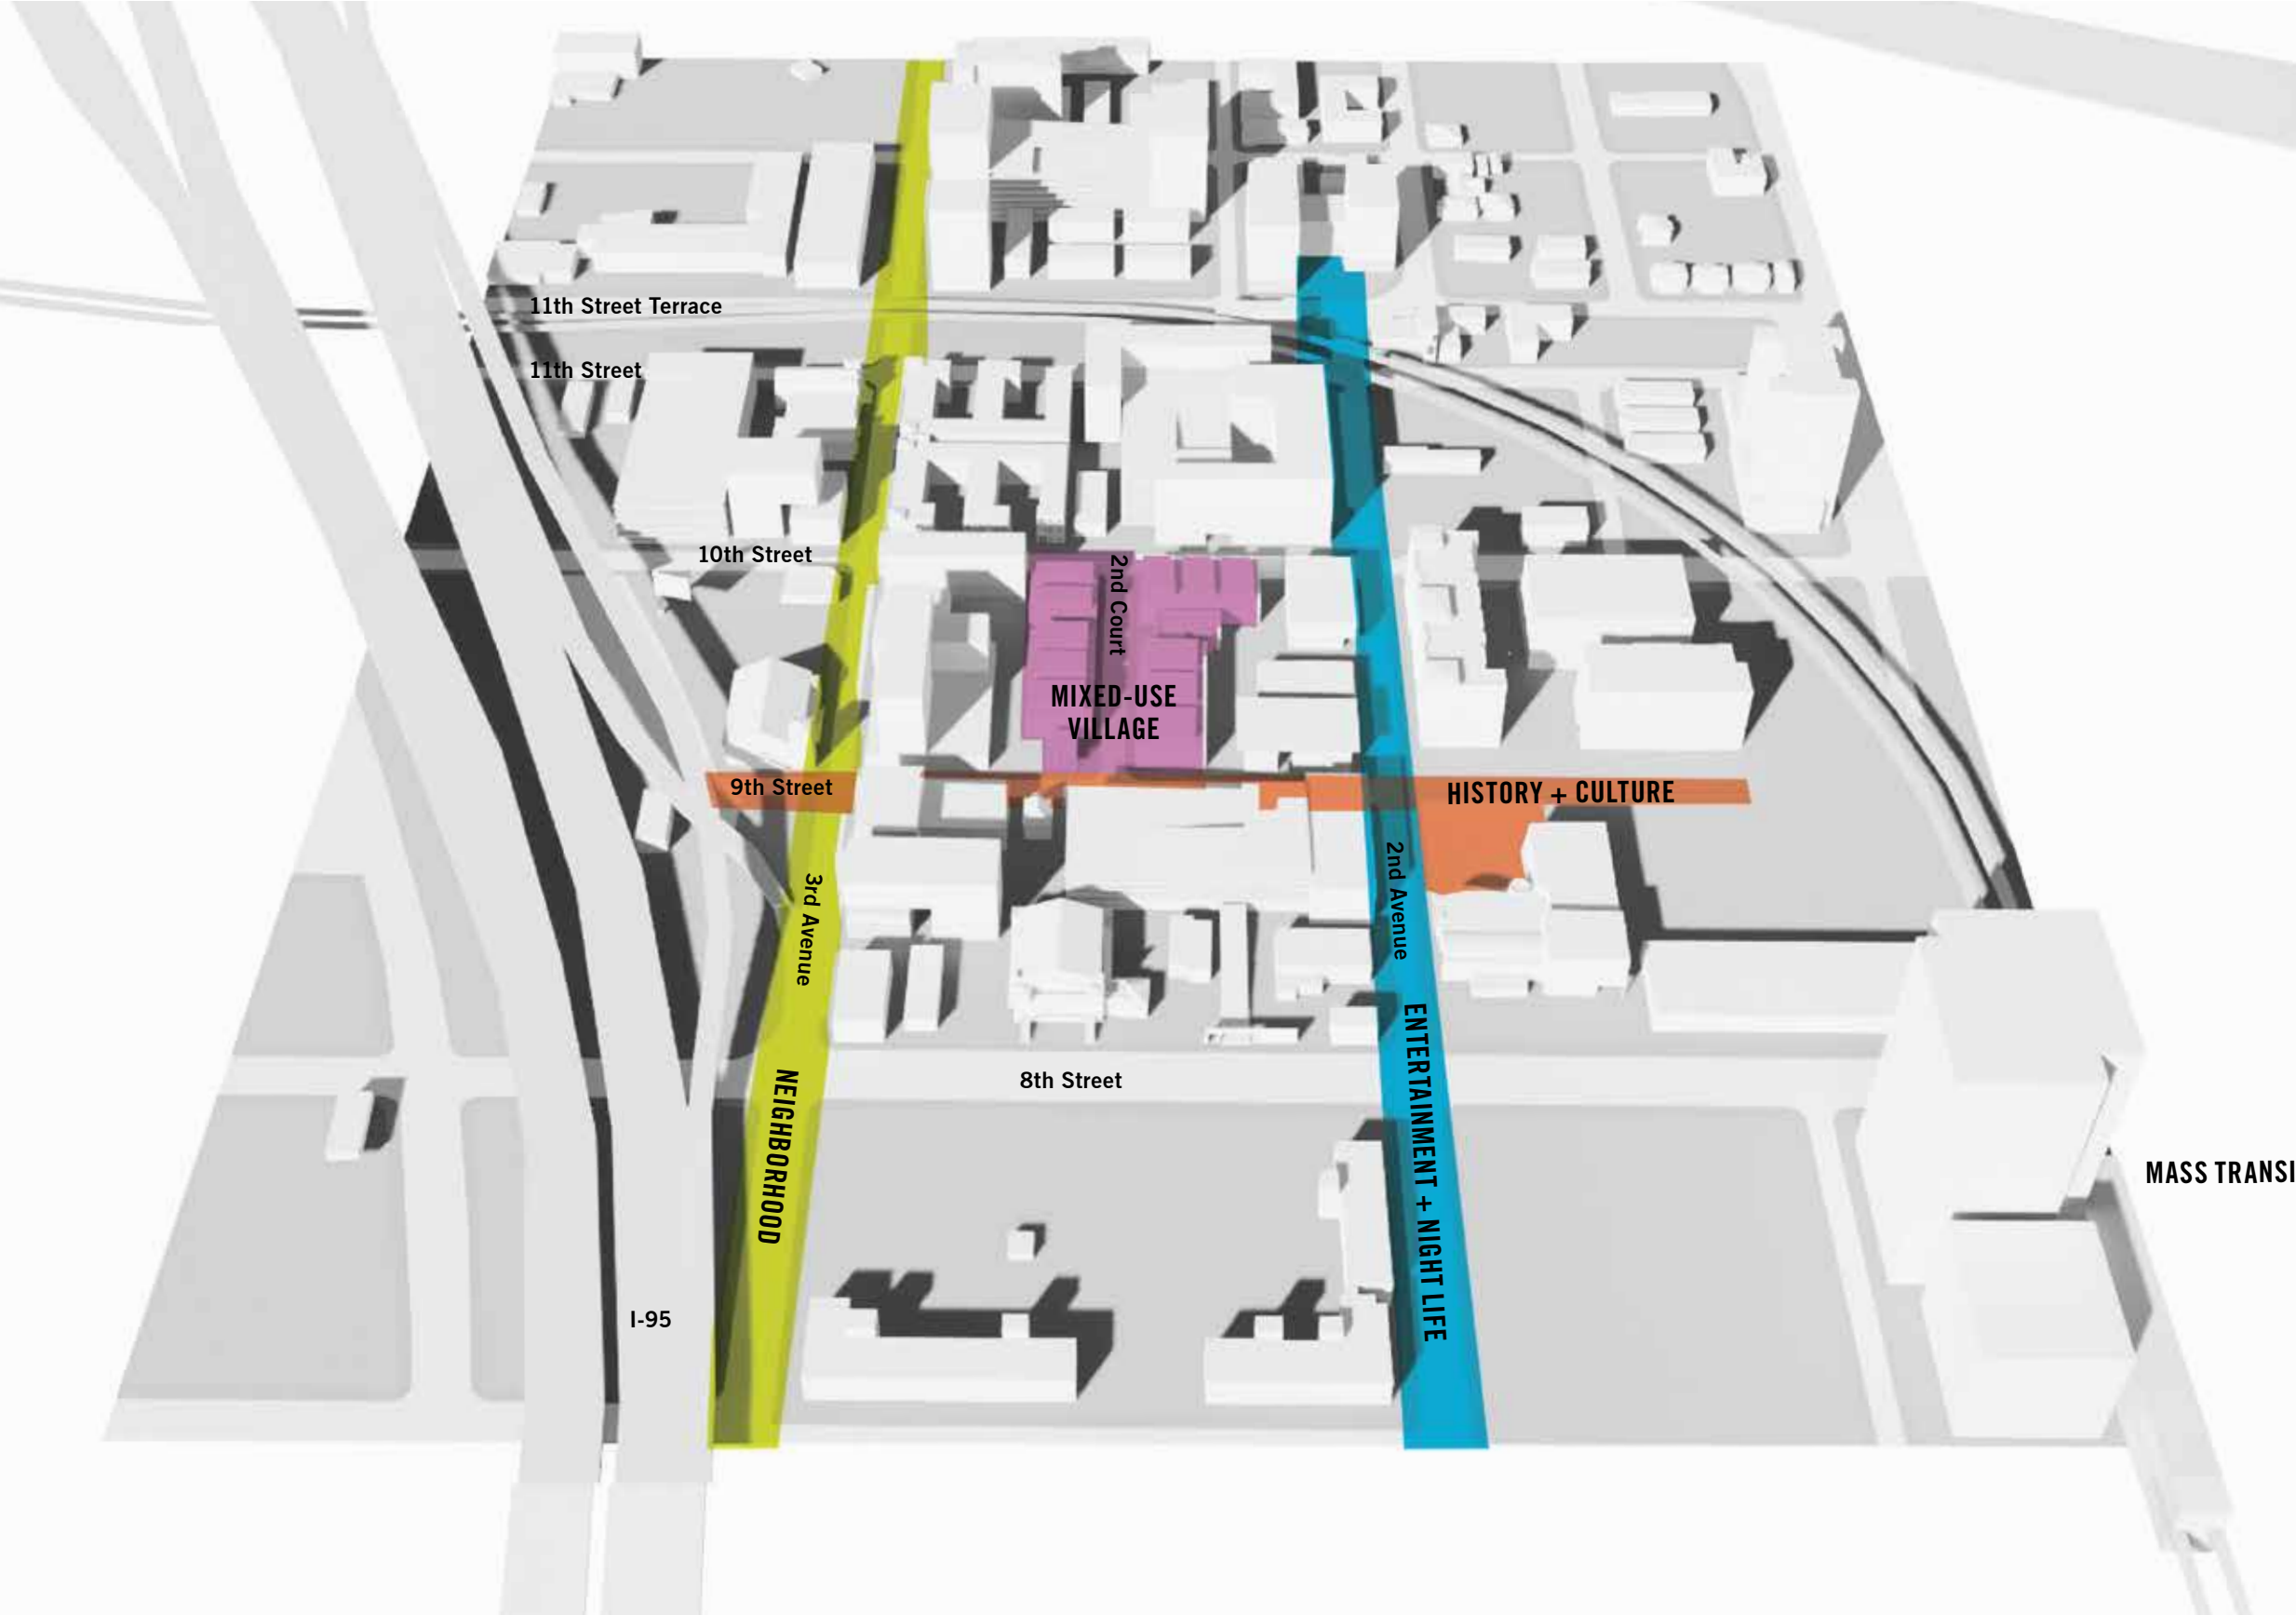 11th Street Terrace
11th Street
10th Street
2nd Court
MIXED-USE
VILLAGE
9th Street
HISTORY + CULTURE
3rd Avenue
2nd Avenue
NEIGHBORHOOD
8th Street
ENTERTAINMENT + NIGHT LIFE
MASS TRANSI
I-95